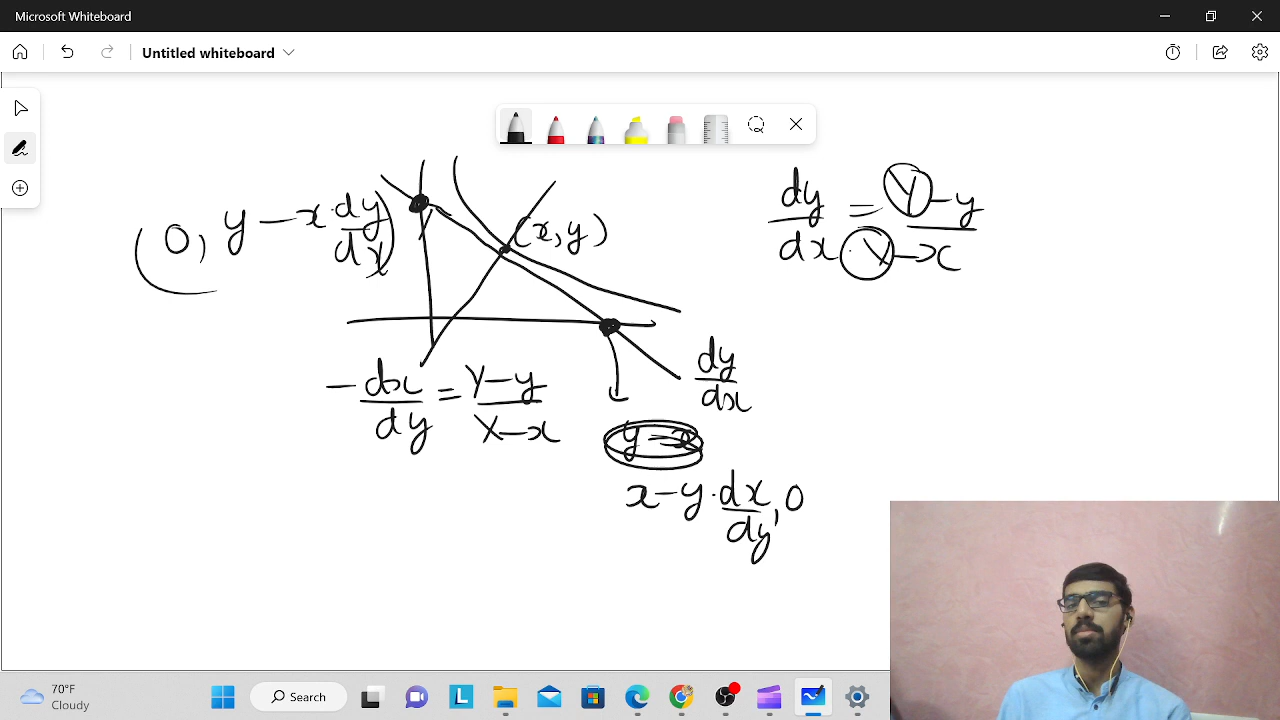 Microsoft Whiteboard
Untitled whiteboard
(0, y - x · dy/dx)
(x, y)
dy/dx = Y - y / X - x
- dx/dy = Y - y / X - x
dy/dx
y - x
x - y · dx/dy, 0
70°F
Cloudy
Search